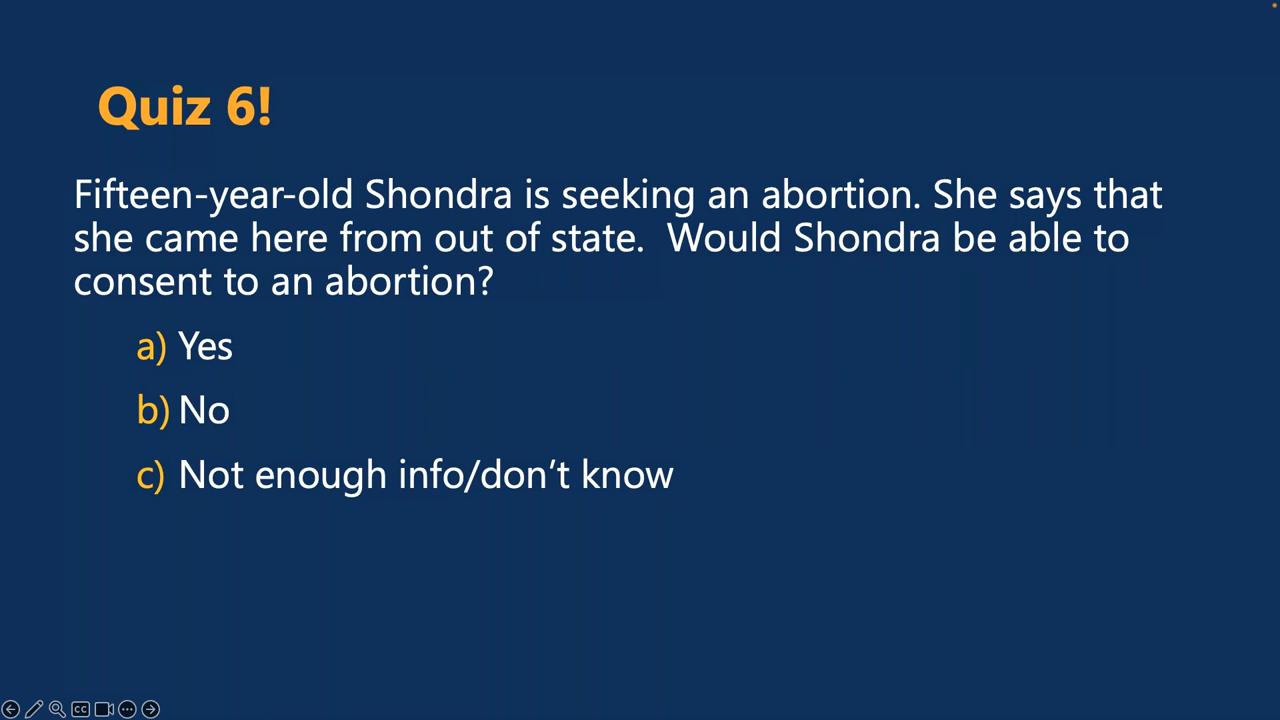 Quiz 6!
Fifteen-year-old Shondra is seeking an abortion. She says that
she came here from out of state.  Would Shondra be able to
consent to an abortion?
a) Yes
b) No
c) Not enough info/don’t know
CC